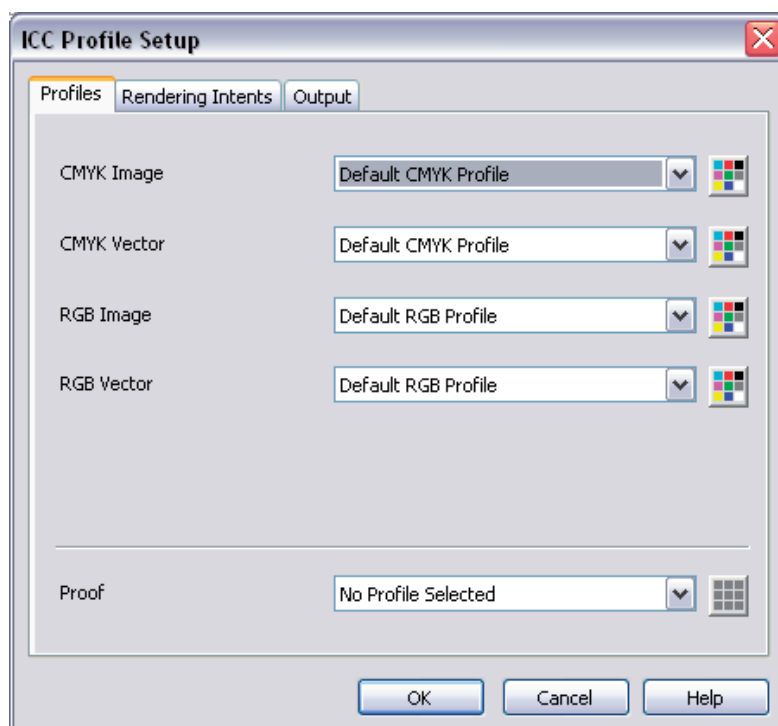 ICC Profile Setup
Profiles Rendering Intents Output
CMYK Image Default CMYK Profile
CMYK Vector Default CMYK Profile
RGB Image Default RGB Profile
RGB Vector Default RGB Profile
Proof No Profile Selected
OK Cancel Help